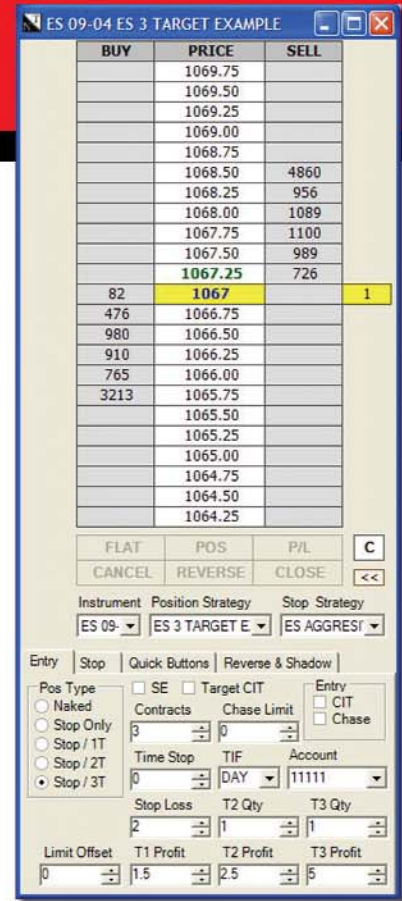 ES 09-04 ES 3 TARGET EXAMPLE
BUY PRICE SELL
1069.75
1069.50
1069.25
1069.00
1068.75
1068.50 4860
1068.25 956
1068.00 1089
1067.75 1100
1067.50 989
1067.25 726
82 1067 1
476 1066.75
980 1066.50
910 1066.25
765 1066.00
3213 1065.75
1065.50
1065.25
1065.00
1064.75
1064.50
1064.25
FLAT POS P/L C
CANCEL REVERSE CLOSE <<
Instrument Position Strategy Stop Strategy
ES 09- ES 3 TARGET E. ES AGGRESI
Entry Stop Quick Buttons Reverse & Shadow
Pos Type SE Target CIT Entry
Naked Contracts Chase Limit CIT
Stop Only 3 0 Chase
Stop / 1T Time Stop TIF Account
Stop / 2T 0 DAY 11111
Stop / 3T
Stop Loss T2 Qty T3 Qty
2 1 1
Limit Offset T1 Profit T2 Profit T3 Profit
0 1.5 2.5 5